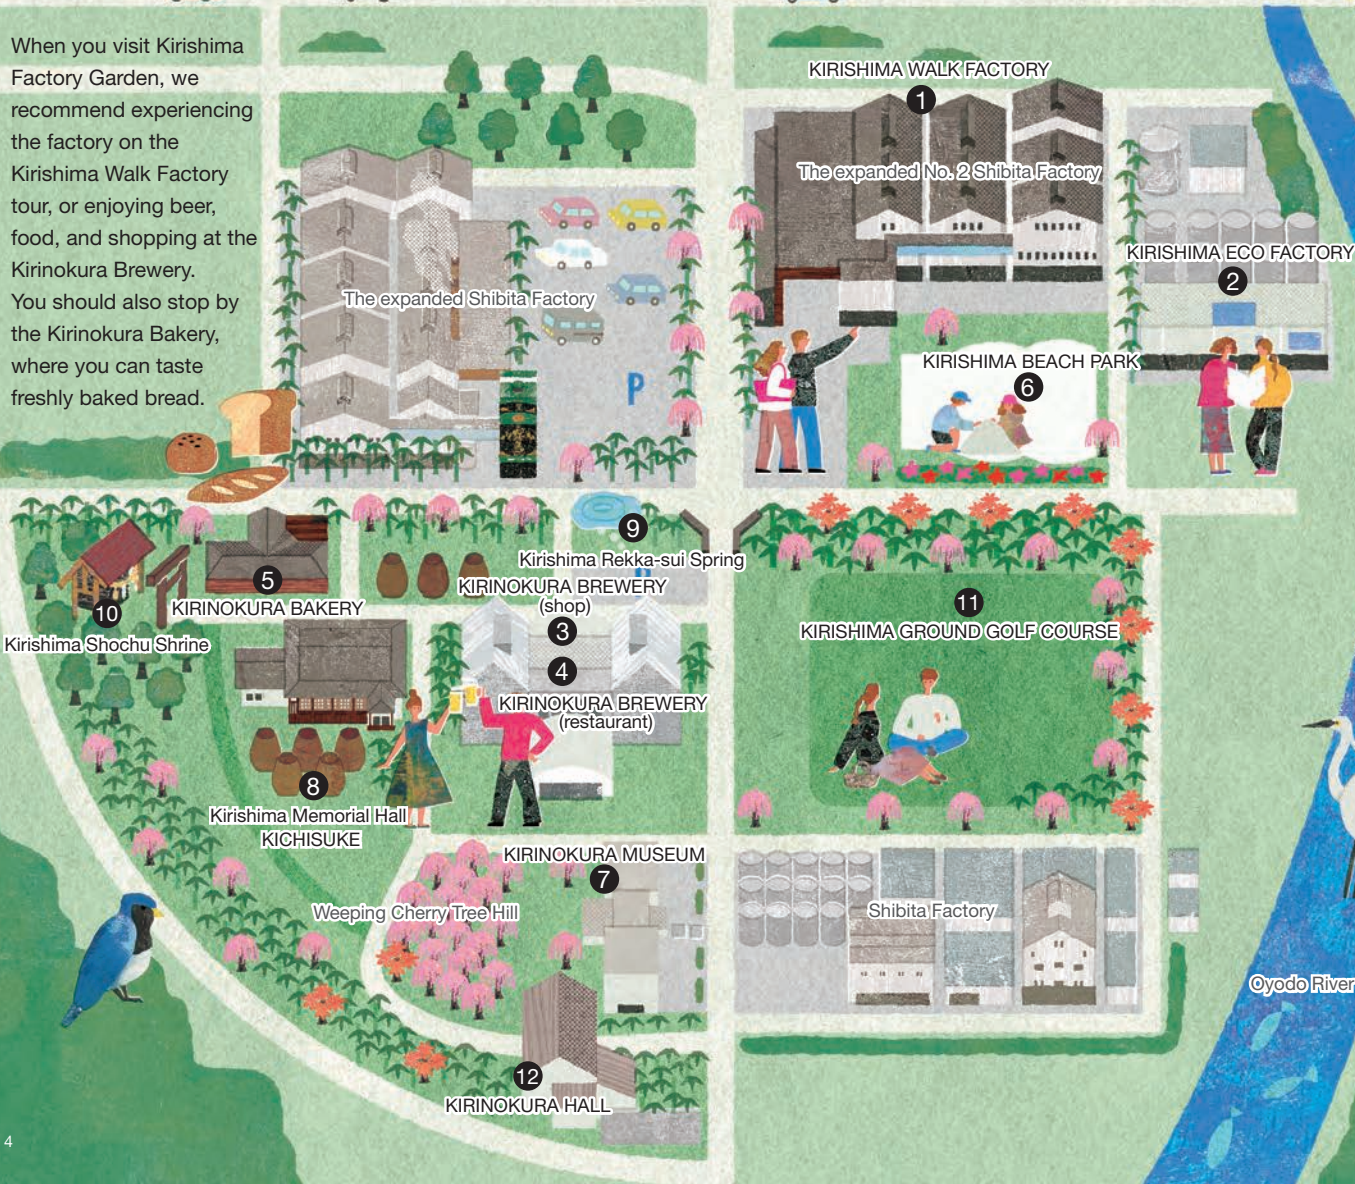 When you visit Kirishima
Factory Garden, we
recommend experiencing
the factory on the
Kirishima Walk Factory
tour, or enjoying beer,
food, and shopping at the
Kirinokura Brewery.
You should also stop by
the Kirinokura Bakery,
where you can taste
freshly baked bread.
KIRISHIMA WALK FACTORY
1
The expanded No. 2 Shibita Factory
KIRISHIMA ECO FACTORY
2
The expanded Shibita Factory
KIRISHIMA BEACH PARK
6
P
9
Kirishima Rekka-sui Spring
5
KIRINOKURA BAKERY
10
Kirishima Shochu Shrine
KIRINOKURA BREWERY
(shop)
3
4
KIRINOKURA BREWERY
(restaurant)
11
KIRISHIMA GROUND GOLF COURSE
8
Kirishima Memorial Hall
KICHISUKE
KIRINOKURA MUSEUM
7
Weeping Cherry Tree Hill
Shibita Factory
Oyodo River
12
KIRINOKURA HALL
4